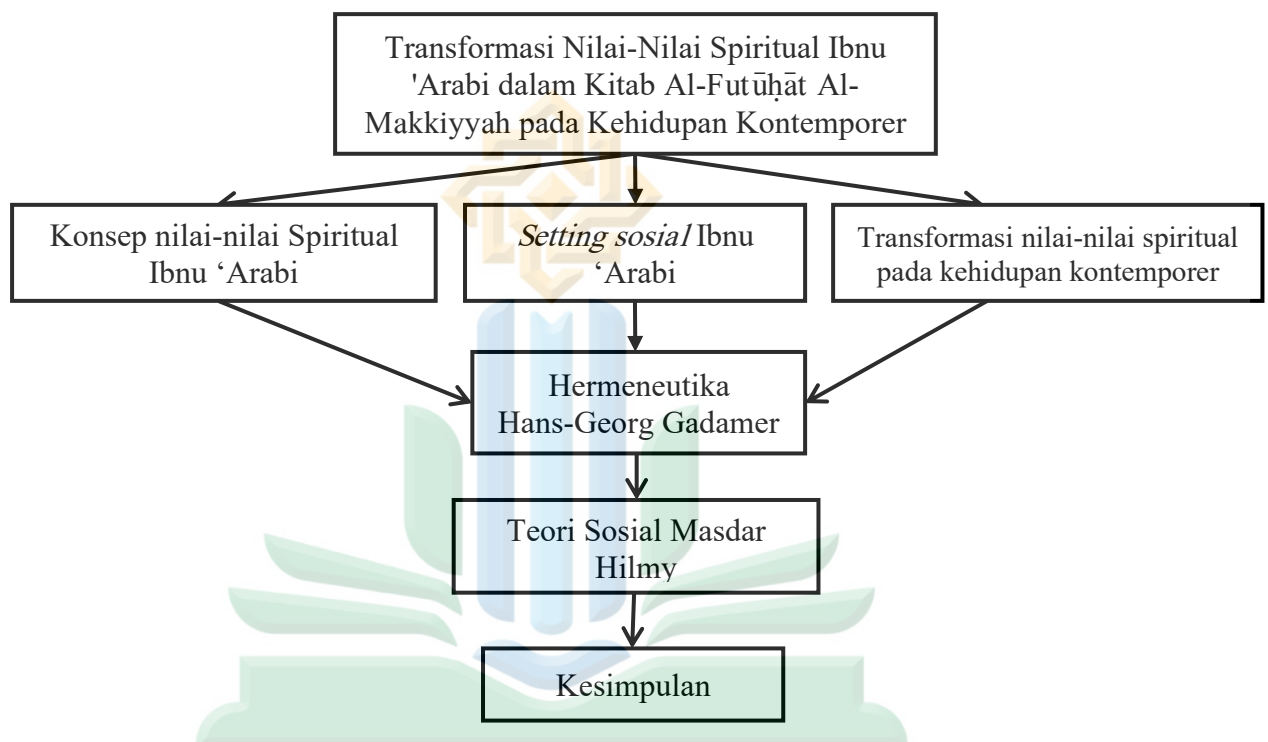 Transformasi Nilai-Nilai Spiritual Ibnu
'Arabi dalam Kitab Al-Futūḥāt Al-
Makkiyyah pada Kehidupan Kontemporer
Konsep nilai-nilai Spiritual
Ibnu ‘Arabi
Setting sosial Ibnu
‘Arabi
Transformasi nilai-nilai spiritual
pada kehidupan kontemporer
Hermeneutika
Hans-Georg Gadamer
Teori Sosial Masdar
Hilmy
Kesimpulan